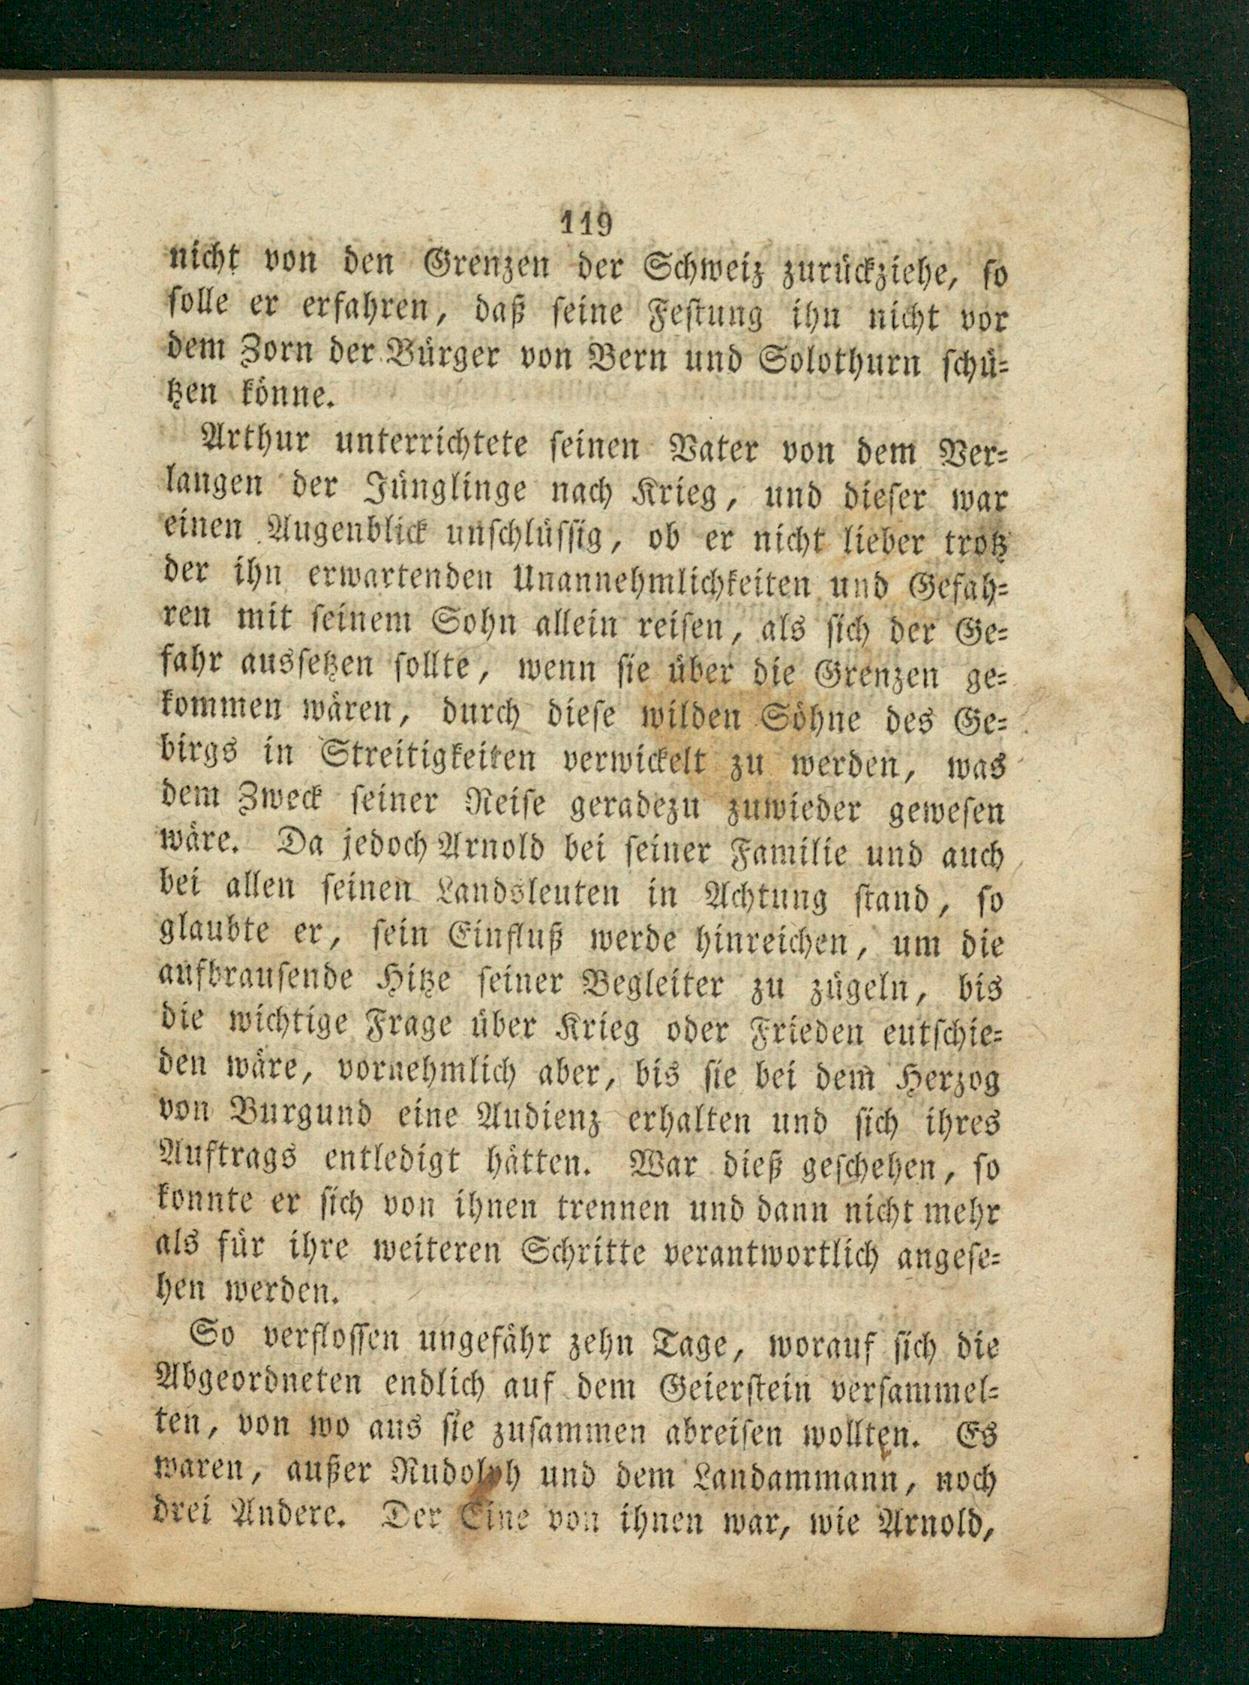 119
nicht von den Grenzen der Schweiz zurückziehe, so
solle er erfahren, daß seine Festung ihn nicht vor
dem Zorn der Bürger von Bern und Solothurn schü-
tzen könne.
Arthur unterrichtete seinen Vater von dem Ver-
langen der Jünglinge nach Krieg, und dieser war
einen Augenblick unschlüssig, ob er nicht lieber trotz
der ihn erwartenden Unannehmlichkeiten und Gefah-
ren mit seinem Sohn allein reisen, als sich der Ge-
fahr aussetzen sollte, wenn sie über die Grenzen ge-
kommen wären, durch diese wilden Söhne des Ge-
birgs in Streitigkeiten verwickelt zu werden, was
dem Zweck seiner Reise geradezu zuwieder gewesen
wäre. Da jedoch Arnold bei seiner Familie und auch
bei allen seinen Landsleuten in Achtung stand, so
glaubte er, sein Einfluß werde hinreichen, um die
aufbrausende Hitze seiner Begleiter zu zügeln, bis
die wichtige Frage über Krieg oder Frieden eutschie-
den wäre, vornehmlich aber, bis sie bei dem Herzog
von Burgund eine Audienz erhalten und sich ihres
Auftrags entledigt hätten. War dieß geschehen, so
konnte er sich von ihnen trennen und dann nicht mehr
als für ihre weiteren Schritte verantwortlich angese-
hen werden.
So verflossen ungefähr zehn Tage, worauf sich die
Abgeordneten endlich auf dem Geierstein versammel-
ten, von wo aus sie zusammen abreisen wollten. Es
waren, außer Rudolph und dem Landammann, noch
drei Andere. Der Eine von ihnen war, wie Arnold,